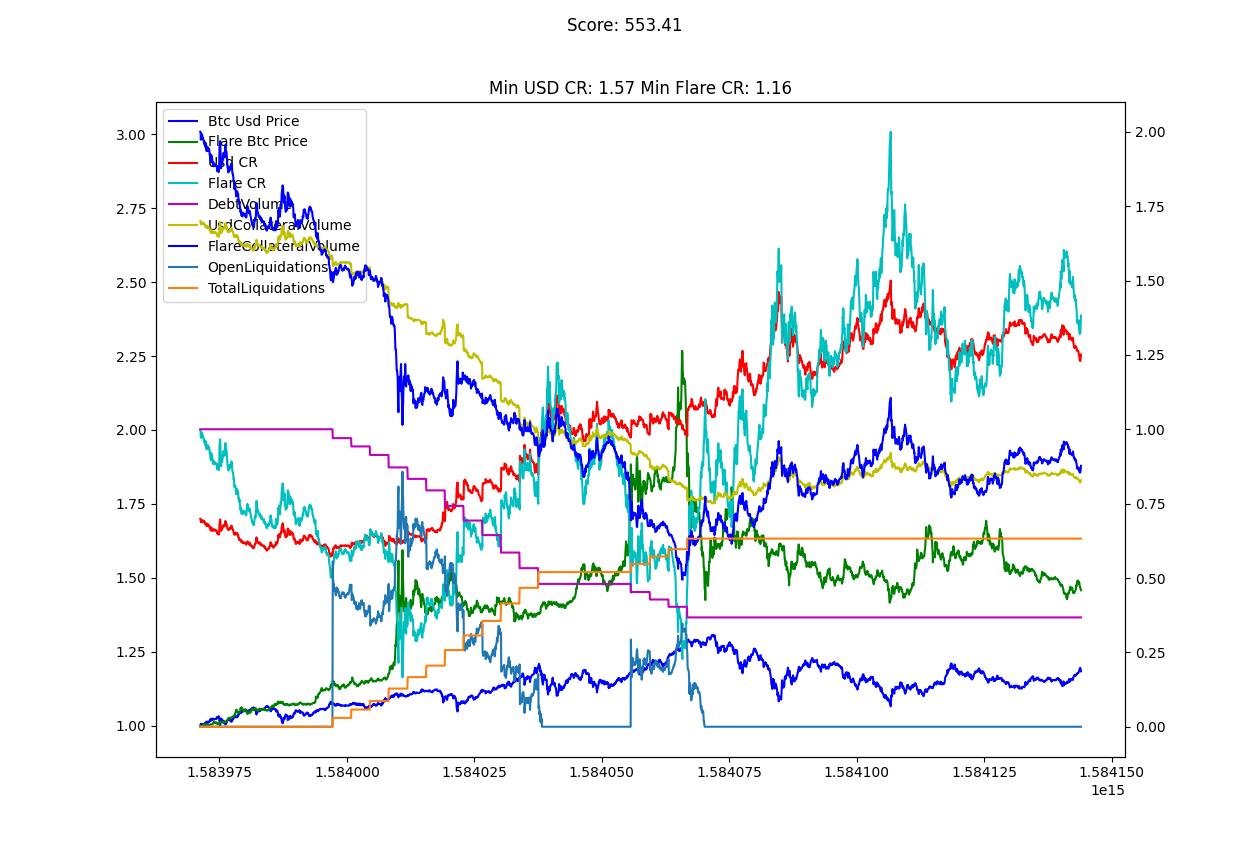 Score: 553.41
Min USD CR: 1.57 Min Flare CR: 1.16
Btc Usd Price
Flare Btc Price
Usd CR
Flare CR
DebtVolume
UsdCollateralVolume
FlareCollateralVolume
OpenLiquidations
TotalLiquidations
3.00
2.75
2.50
2.25
2.00
1.75
1.50
1.25
1.00
2.00
1.75
1.50
1.25
1.00
0.75
0.50
0.25
0.00
1.583975 1.584000 1.584025 1.584050 1.584075 1.584100 1.584125 1.584150
1e15